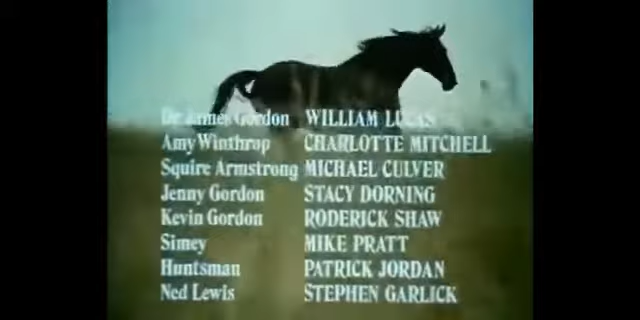 Dr James Gordon WILLIAM LUCAS
Amy Winthrop CHARLOTTE MITCHELL
Squire Armstrong MICHAEL CULVER
Jenny Gordon STACY DORNING
Kevin Gordon RODERICK SHAW
Simey MIKE PRATT
Huntsman PATRICK JORDAN
Ned Lewis STEPHEN GARLICK